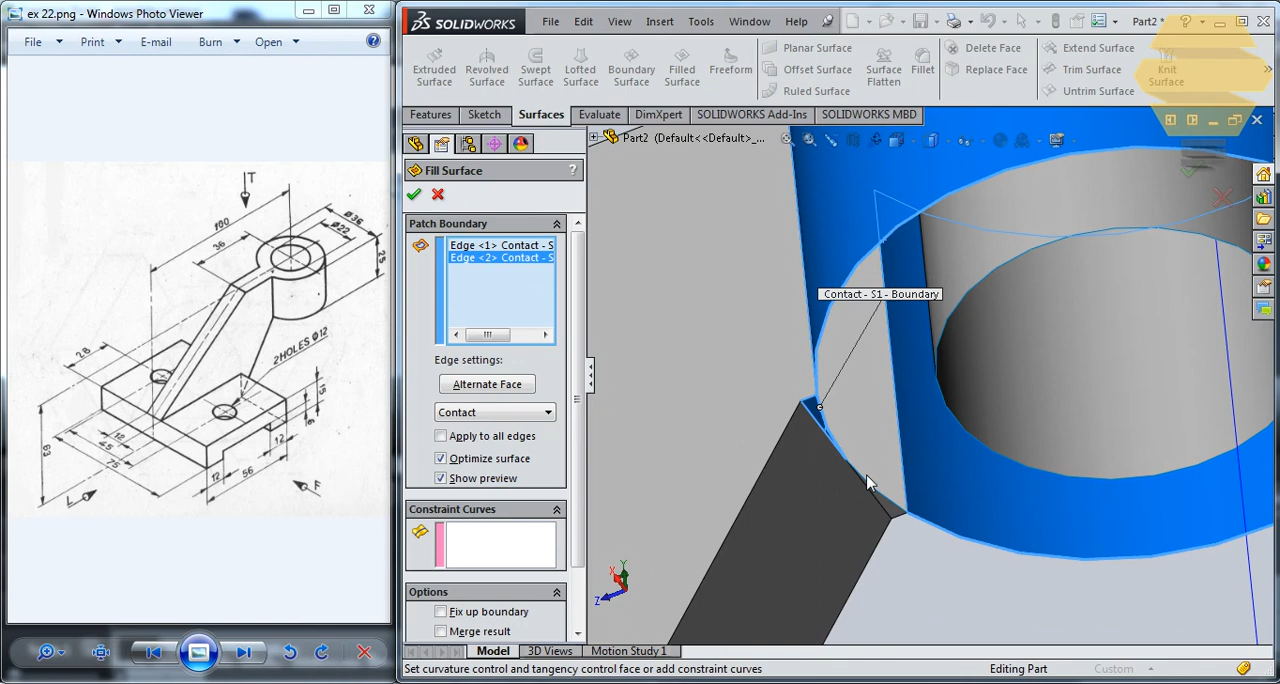 ex 22.png - Windows Photo Viewer
File Print Burn E-mail Open
T
100
36
Ø36
Ø22
25
28
2HOLES Ø12
15
9
63
12
45
75
12
12
56
L
F
SOLIDWORKS
File Edit View Insert Tools Window Help
Part2 *
Extruded Surface
Revolved Surface
Swept Surface
Lofted Surface
Boundary Surface
Filled Surface
Freeform
Planar Surface
Offset Surface
Ruled Surface
Surface Flatten
Fillet
Delete Face
Replace Face
Extend Surface
Trim Surface
Untrim Surface
Knit Surface
Features Sketch Surfaces Evaluate DimXpert SOLIDWORKS Add-Ins SOLIDWORKS MBD
Part2 (Default<<Default>_...
Fill Surface ?
Patch Boundary
Edge <1> Contact - S
Edge <2> Contact - S
Edge settings:
Alternate Face
Contact
Apply to all edges
Optimize surface
Show preview
Constraint Curves
Options
Fix up boundary
Merge result
Contact - S1 - Boundary
Y
X
Z
Model 3D Views Motion Study 1
Set curvature control and tangency control face or add constraint curves
Editing Part
Custom